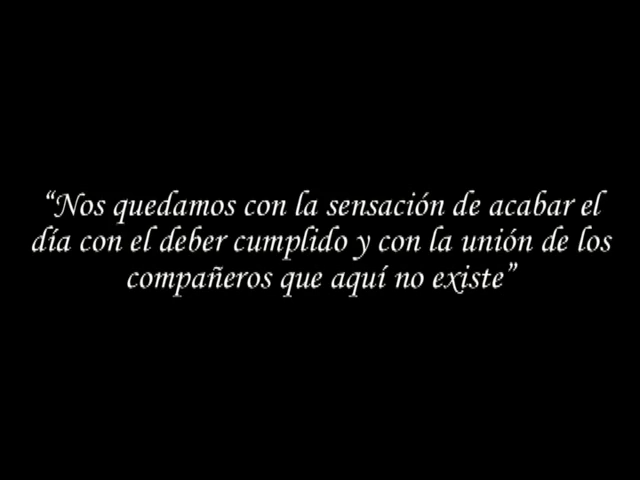 “Nos quedamos con la sensación de acabar el
día con el deber cumplido y con la unión de los
compañeros que aquí no existe”